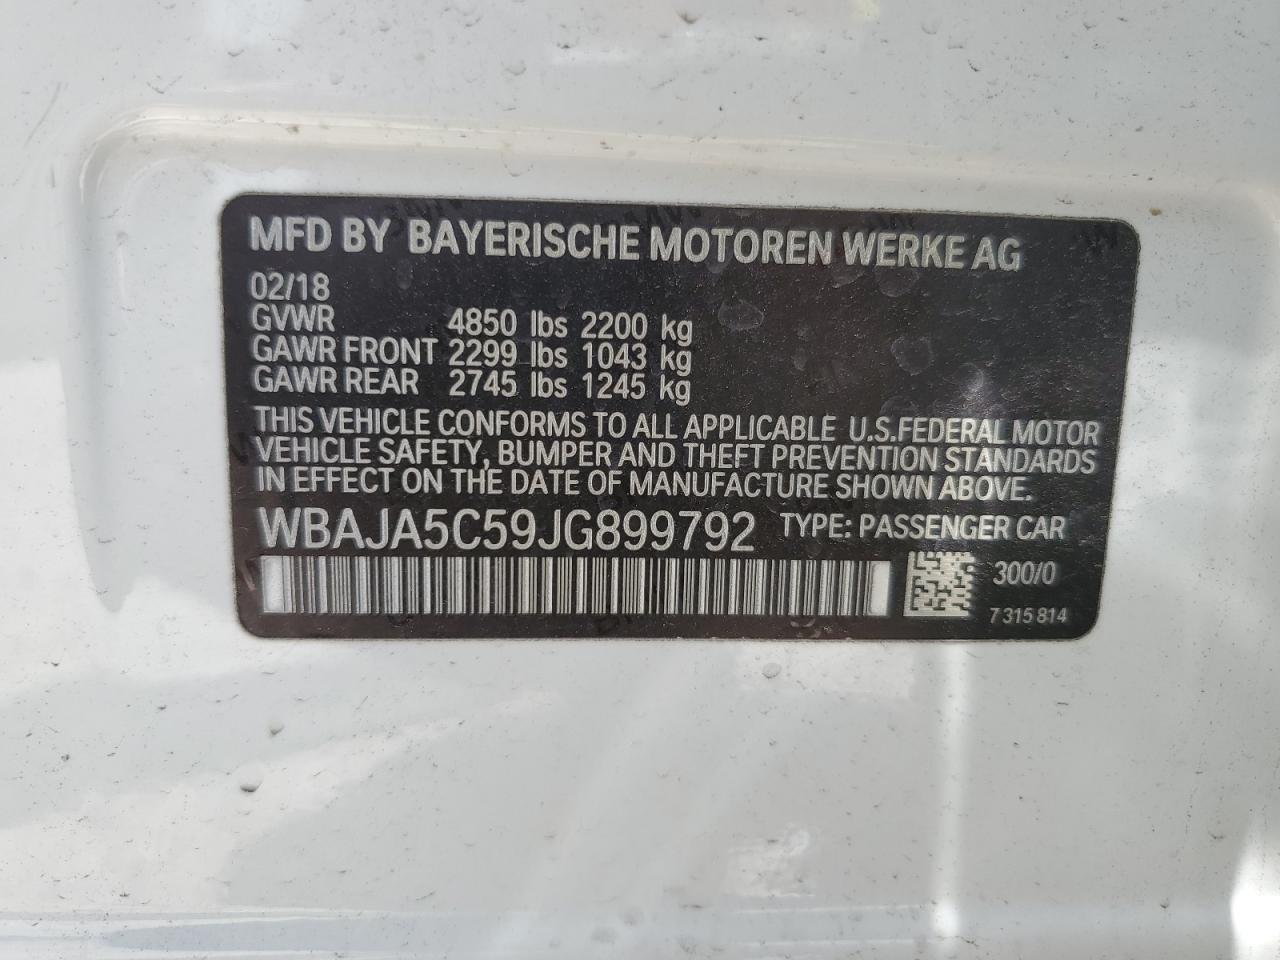 MFD BY BAYERISCHE MOTOREN WERKE AG
02/18
GVWR 4850 lbs 2200 kg
GAWR FRONT 2299 lbs 1043 kg
GAWR REAR 2745 lbs 1245 kg
THIS VEHICLE CONFORMS TO ALL APPLICABLE U.S.FEDERAL MOTOR
VEHICLE SAFETY, BUMPER AND THEFT PREVENTION STANDARDS
IN EFFECT ON THE DATE OF MANUFACTURE SHOWN ABOVE.
WBAJA5C59JG899792 TYPE: PASSENGER CAR
300/0
7 315 814